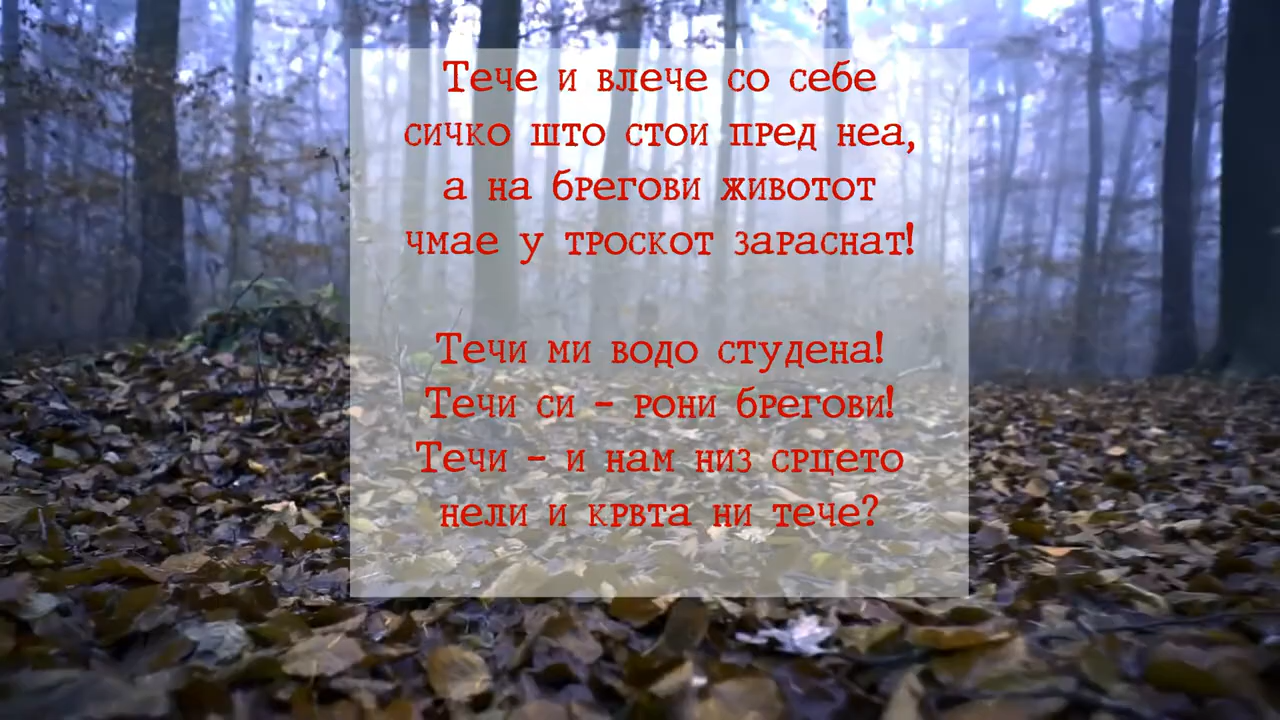 Тече и влече со себе
сичко што стои пред неа,
а на брегови животот
чмае у троскот зараснат!
Течи ми водо студена!
Течи си – рони брегови!
Течи – и нам низ срцето
нели и крвта ни тече?